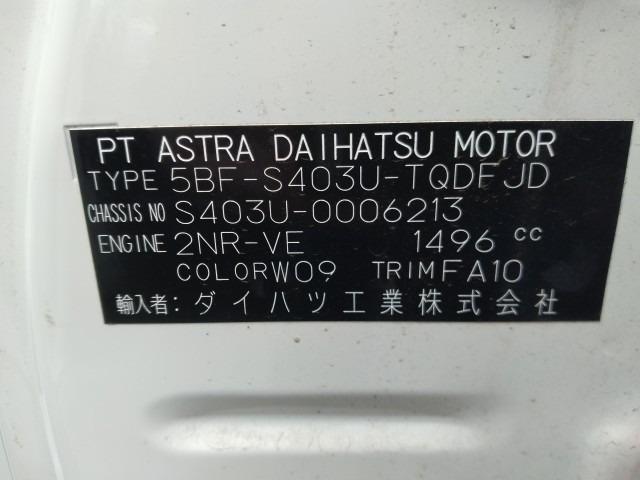 PT ASTRA DAIHATSU MOTOR
TYPE 5BF-S403U-TQDFJD
CHASSIS NO S403U-0006213
ENGINE 2NR-VE 1496 cc
COLOR W09 TRIM FA10
輸入者: ダイハツ工業株式会社